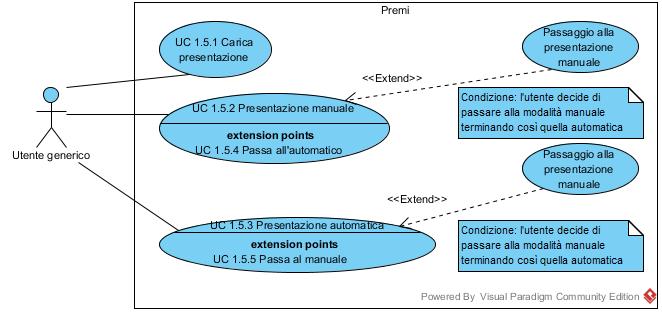 Premi
UC 1.5.1 Carica
presentazione
Passaggio alla
presentazione
manuale
<<Extend>>
UC 1.5.2 Presentazione manuale
extension points
UC 1.5.4 Passa all'automatico
Condizione: l'utente decide di
passare alla modalità manuale
terminando così quella automatica
Utente generico
Passaggio alla
presentazione
manuale
<<Extend>>
UC 1.5.3 Presentazione automatica
extension points
UC 1.5.5 Passa al manuale
Condizione: l'utente decide di
passare alla modalità manuale
terminando così quella automatica
Powered By Visual Paradigm Community Edition